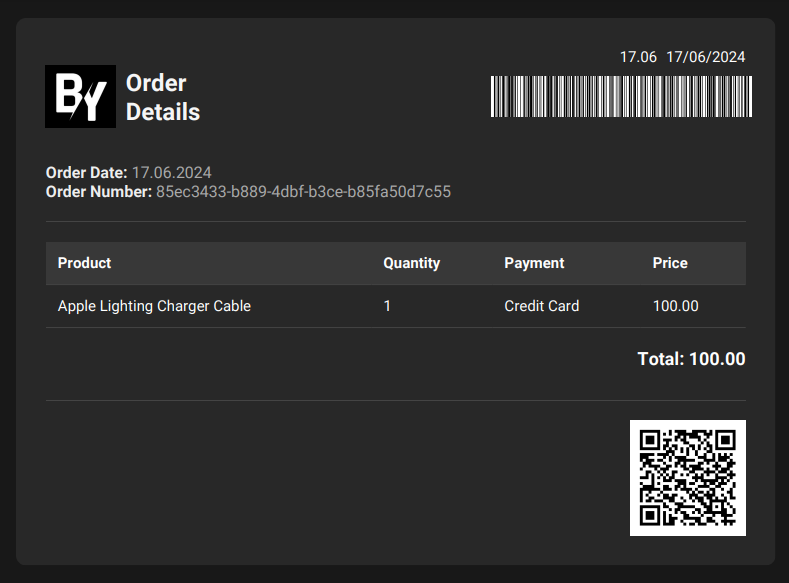 17.06 17/06/2024
BY
Order
Details
Order Date: 17.06.2024
Order Number: 85ec3433-b889-4dbf-b3ce-b85fa50d7c55
Product Quantity Payment Price
Apple Lighting Charger Cable 1 Credit Card 100.00
Total: 100.00